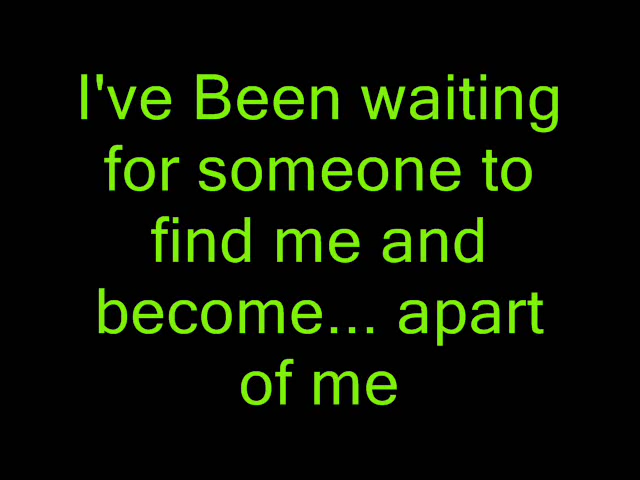 I've Been waiting
for someone to
find me and
become... apart
of me